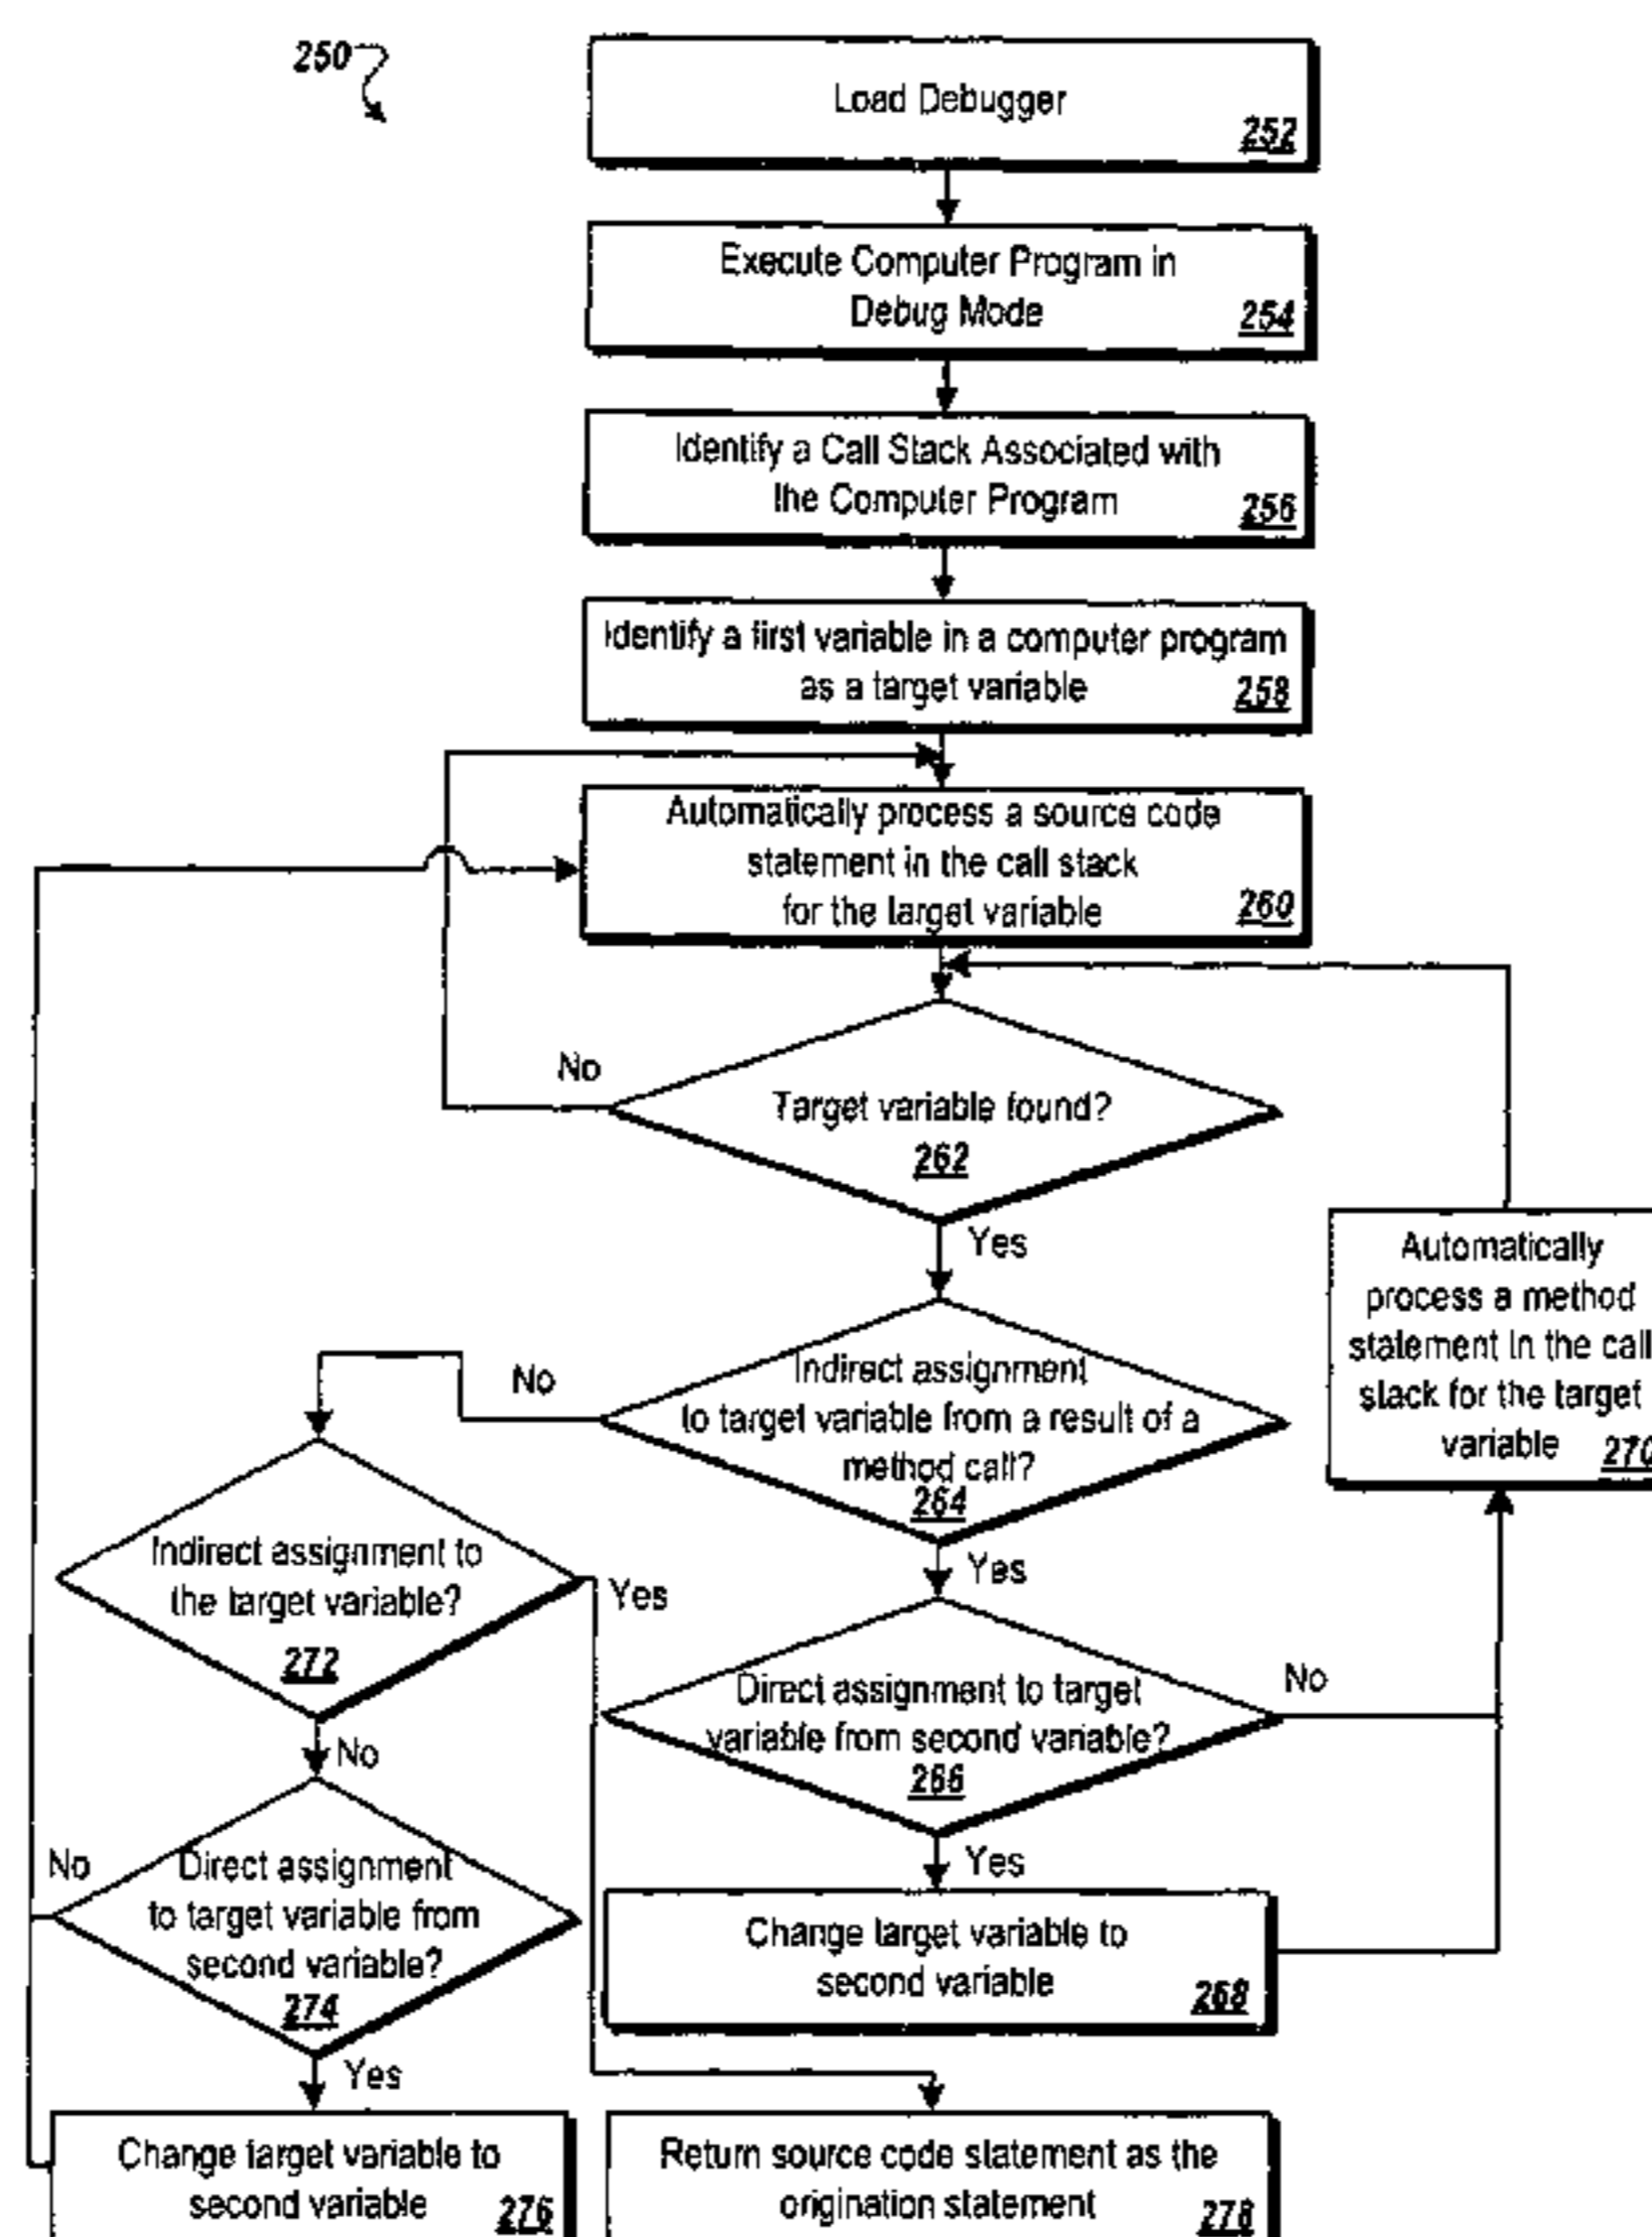 250
Load Debugger
252
Execute Computer Program in
Debug Mode
254
Identify a Call Stack Associated with
the Computer Program
256
Identify a first variable in a computer program
as a target variable
258
Automatically process a source code
statement in the call stack
for the target variable
260
No
Target variable found?
262
Yes
Automatically
process a method
statement in the call
stack for the target
variable
270
No
Indirect assignment
to target variable from a result of a
method call?
264
Yes
Indirect assignment to
the target variable?
272
Yes
No
Direct assignment to target
variable from second variable?
266
No
Yes
No
Direct assignment
to target variable from
second variable?
274
Yes
Change target variable to
second variable
268
Change target variable to
second variable
276
Return source code statement as the
origination statement
278